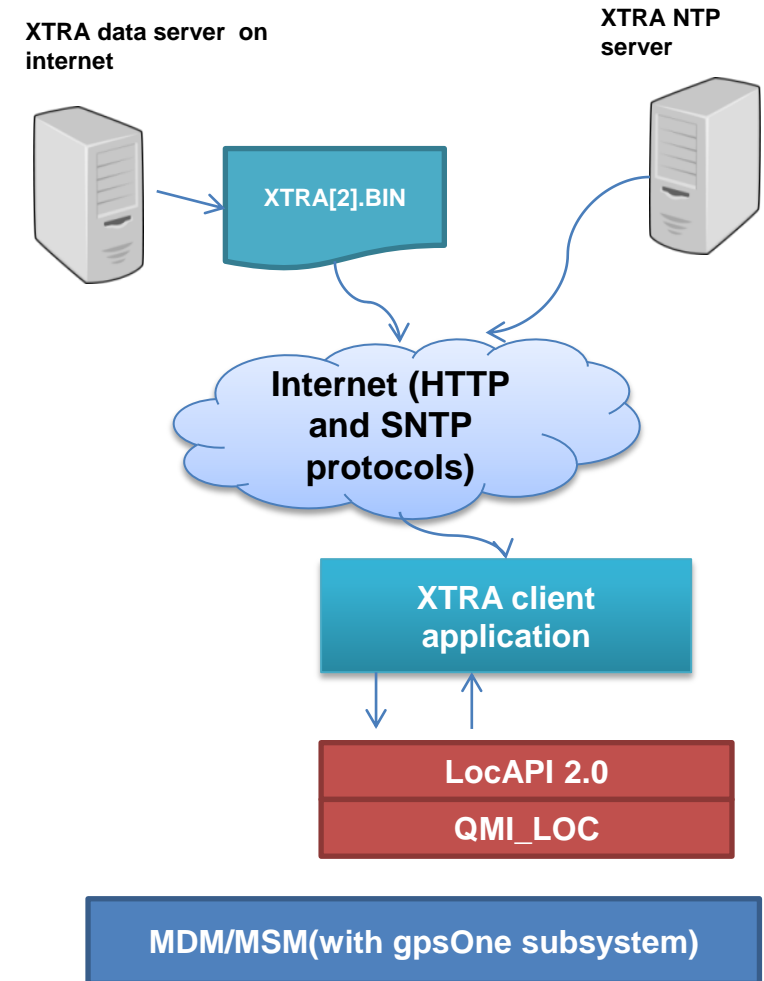 XTRA data server on
internet
XTRA NTP
server
XTRA[2].BIN
Internet (HTTP
and SNTP
protocols)
XTRA client
application
LocAPI 2.0
QMI_LOC
MDM/MSM(with gpsOne subsystem)